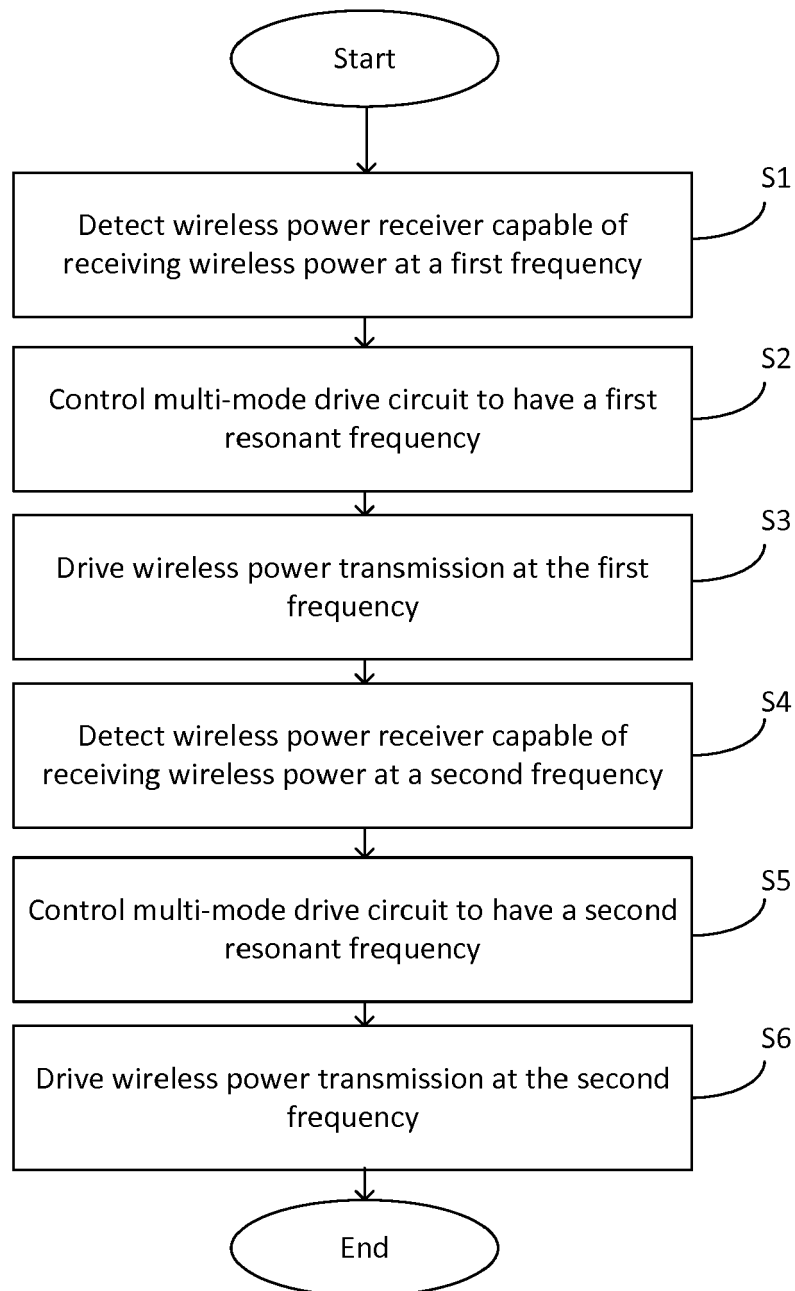 Start
S1
Detect wireless power receiver capable of
receiving wireless power at a first frequency
S2
Control multi-mode drive circuit to have a first
resonant frequency
S3
Drive wireless power transmission at the first
frequency
S4
Detect wireless power receiver capable of
receiving wireless power at a second frequency
S5
Control multi-mode drive circuit to have a second
resonant frequency
S6
Drive wireless power transmission at the second
frequency
End